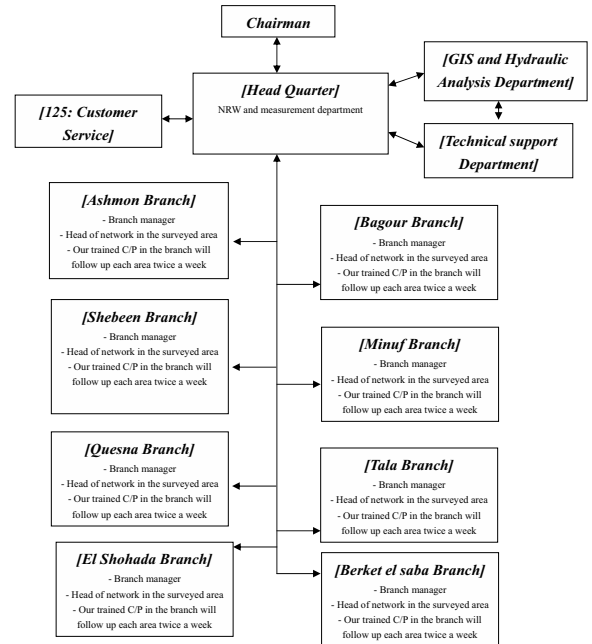 Chairman
[Head Quarter]
NRW and measurement department
[GIS and Hydraulic
Analysis Department]
[125: Customer
Service]
[Technical support
Department]
[Ashmon Branch]
- Branch manager
- Head of network in the surveyed area
- Our trained C/P in the branch will
follow up each area twice a week
[Bagour Branch]
- Branch manager
- Head of network in the surveyed area
- Our trained C/P in the branch will
follow up each area twice a week
[Shebeen Branch]
- Branch manager
- Head of network in the surveyed area
- Our trained C/P in the branch will
follow up each area twice a week
[Minuf Branch]
- Branch manager
- Head of network in the surveyed area
- Our trained C/P in the branch will
follow up each area twice a week
[Quesna Branch]
- Branch manager
- Head of network in the surveyed area
- Our trained C/P in the branch will
follow up each area twice a week
[Tala Branch]
- Branch manager
- Head of network in the surveyed area
- Our trained C/P in the branch will
follow up each area twice a week
[El Shohada Branch]
- Branch manager
- Head of network in the surveyed area
- Our trained C/P in the branch will
follow up each area twice a week
[Berket el saba Branch]
- Branch manager
- Head of network in the surveyed area
- Our trained C/P in the branch will
follow up each area twice a week